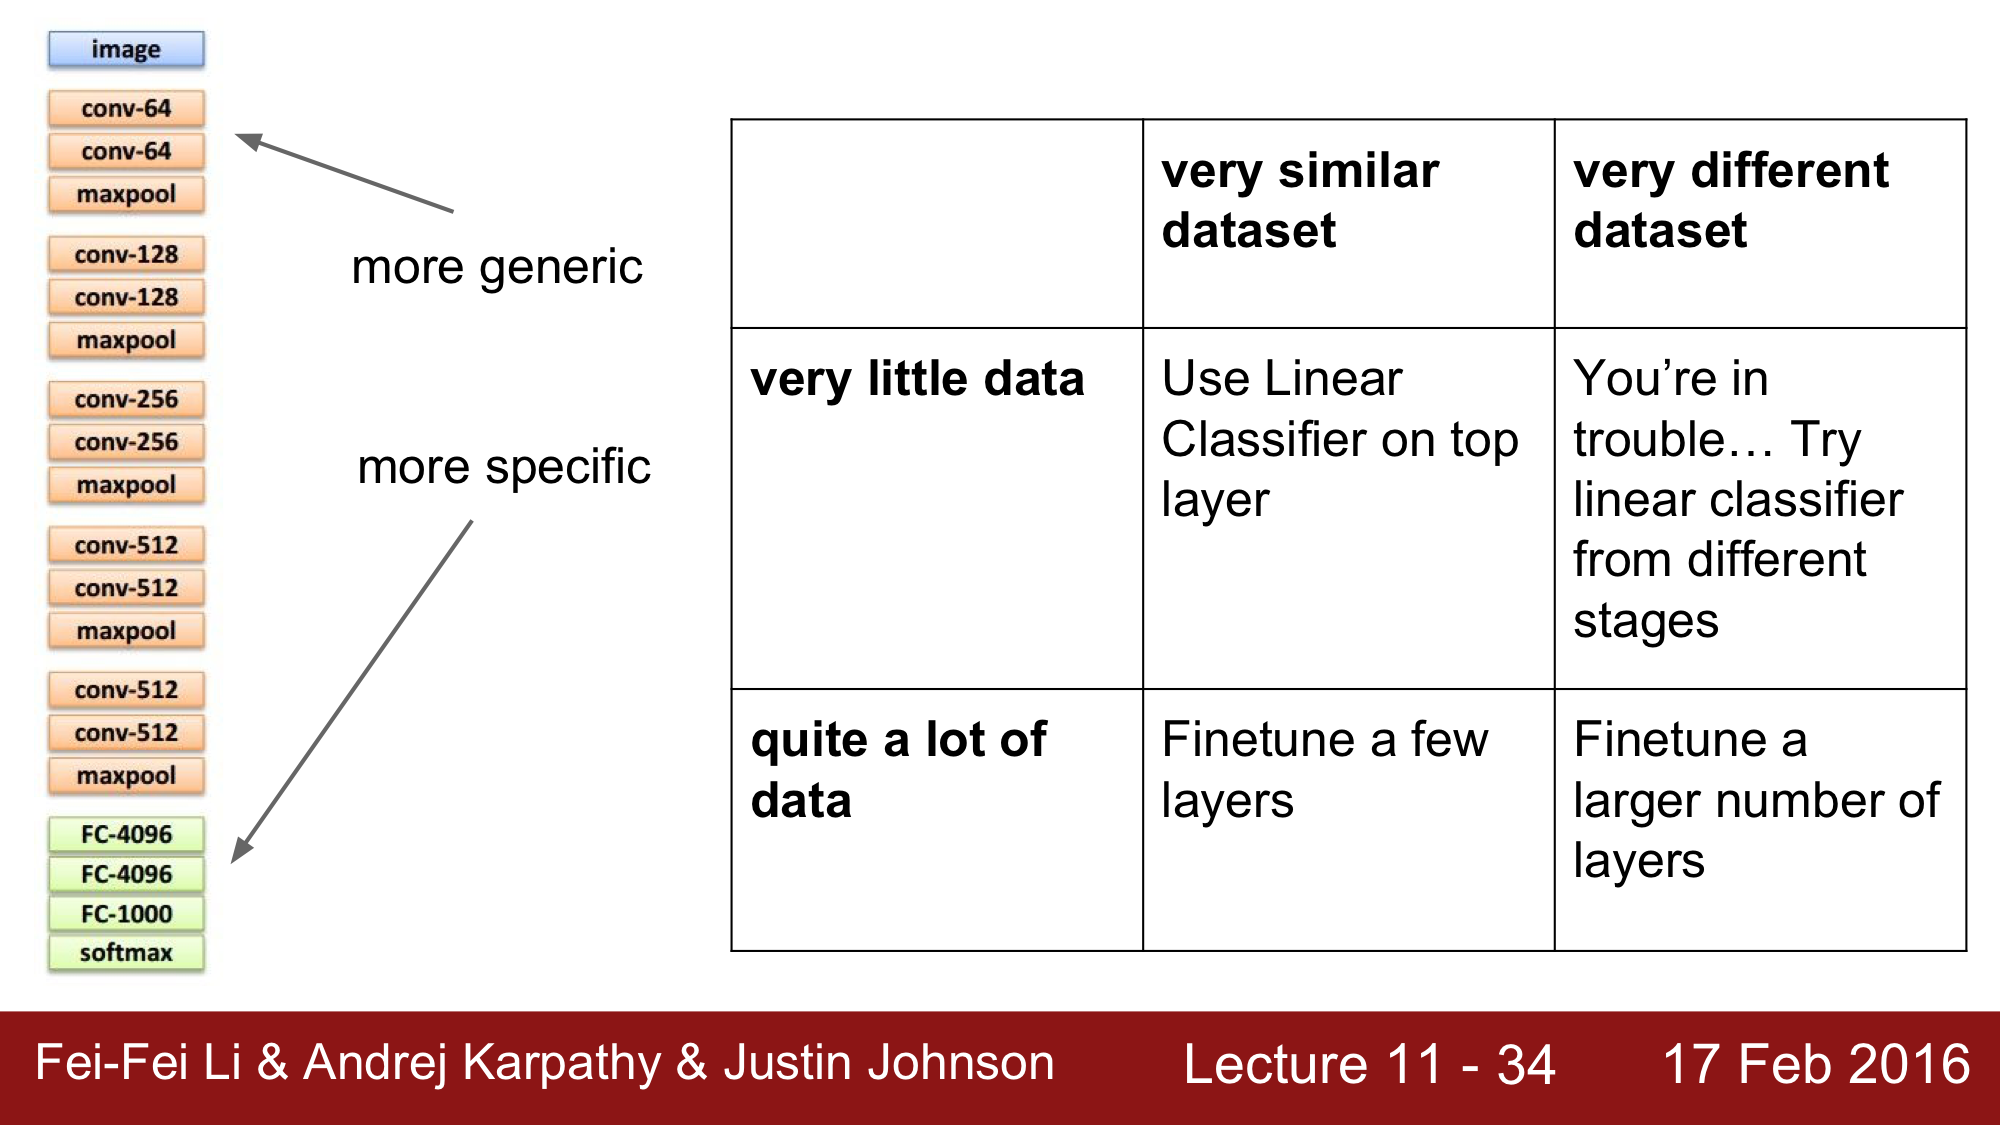 image
conv-64
conv-64
maxpool
conv-128
conv-128
maxpool
conv-256
conv-256
maxpool
conv-512
conv-512
maxpool
conv-512
conv-512
maxpool
FC-4096
FC-4096
FC-1000
softmax
more generic
more specific
very similar
dataset
very different
dataset
very little data
Use Linear
Classifier on top
layer
You’re in
trouble… Try
linear classifier
from different
stages
quite a lot of
data
Finetune a few
layers
Finetune a
larger number of
layers
Fei-Fei Li & Andrej Karpathy & Justin Johnson
Lecture 11 - 34
17 Feb 2016